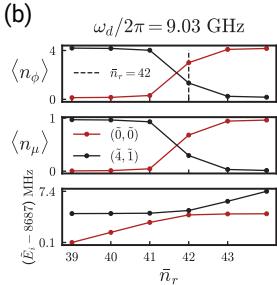 (b)
ω_d/2π = 9.03 GHz
⟨n_ϕ⟩
4
0
n̄_r = 42
⟨n_μ⟩
1
0
(0̃, 0̃)
(4̃, 1̃)
(Ẽ_i − 8687) MHz
7.4
0.1
39 40 41 42 43
n̄_r